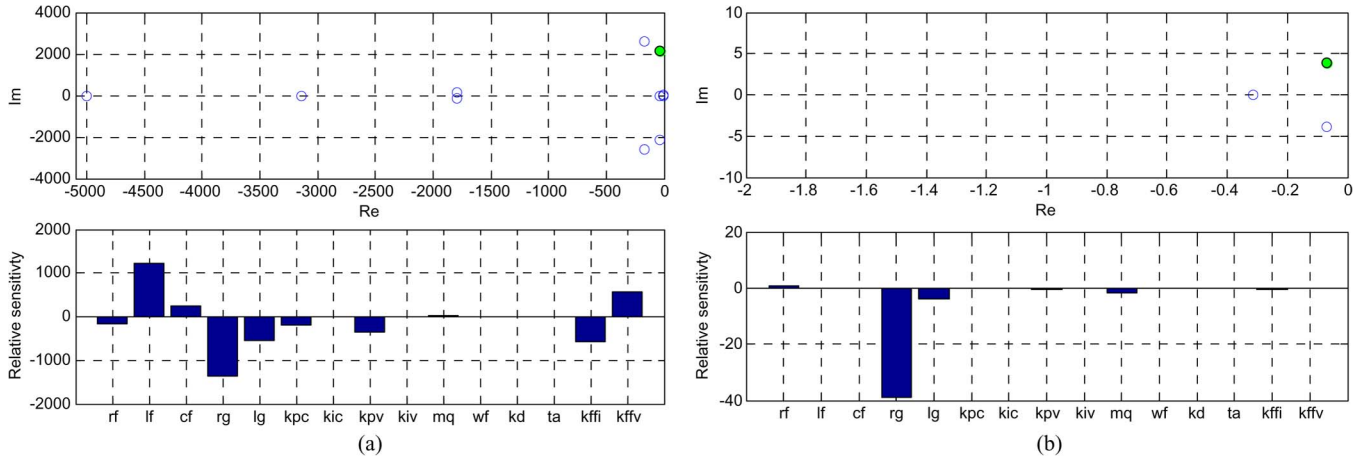 4000
2000
0
-2000
-4000
Im
-5000 -4500 -4000 -3500 -3000 -2500 -2000 -1500 -1000 -500 0
Re
2000
1000
0
-1000
-2000
Relative sensitivty
rf lf cf rg lg kpc kic kpv kiv mq wf kd ta kffi kffv
(a)
10
5
0
-5
-10
Im
-2 -1.8 -1.6 -1.4 -1.2 -1 -0.8 -0.6 -0.4 -0.2 0
Re
20
0
-20
-40
Relative sensitivty
rf lf cf rg lg kpc kic kpv kiv mq wf kd ta kffi kffv
(b)